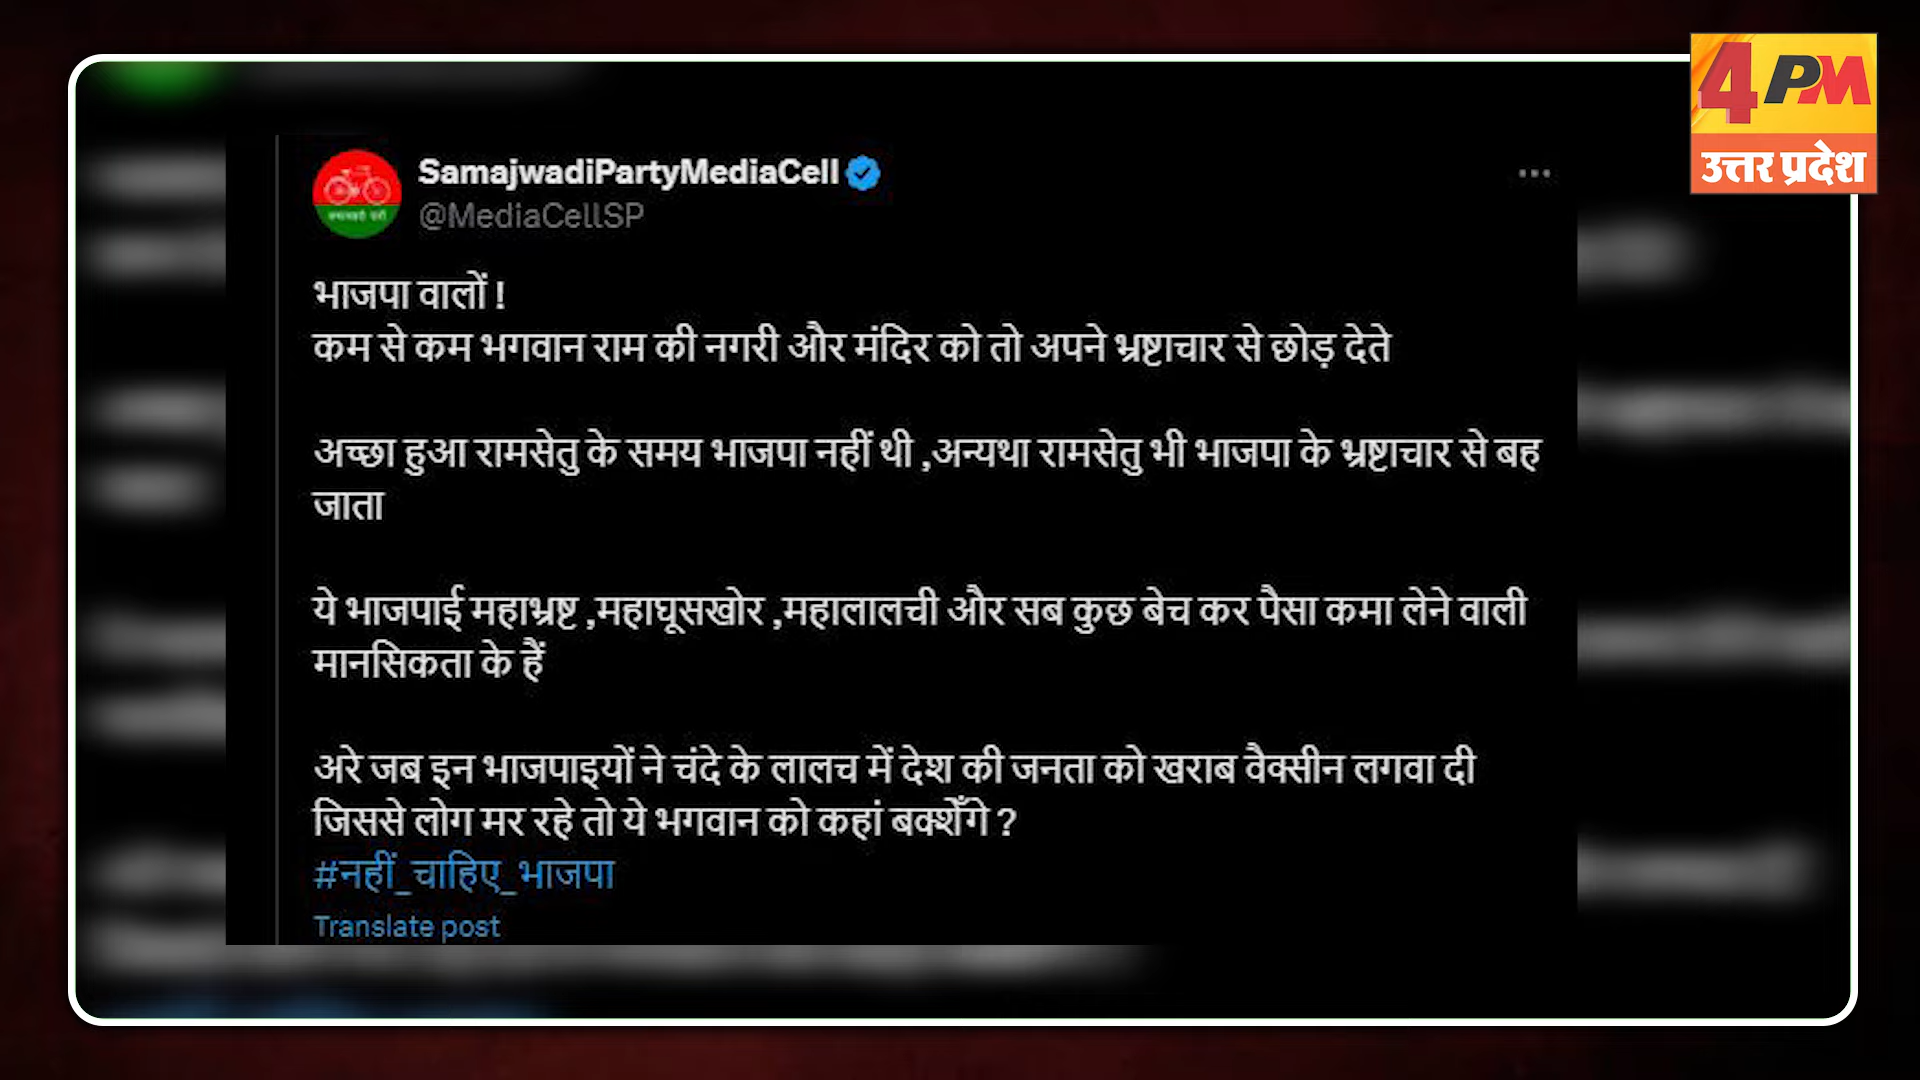 4PM
उत्तर प्रदेश
SamajwadiPartyMediaCell
@MediaCellSP
भाजपा वालों !
कम से कम भगवान राम की नगरी और मंदिर को तो अपने भ्रष्टाचार से छोड़ देते
अच्छा हुआ रामसेतु के समय भाजपा नहीं थी ,अन्यथा रामसेतु भी भाजपा के भ्रष्टाचार से बह
जाता
ये भाजपाई महाभ्रष्ट ,महाघूसखोर ,महालालची और सब कुछ बेच कर पैसा कमा लेने वाली
मानसिकता के हैं
अरे जब इन भाजपाइयों ने चंदे के लालच में देश की जनता को खराब वैक्सीन लगवा दी
जिससे लोग मर रहे तो ये भगवान को कहां बक्शेंगे ?
#नहीं_चाहिए_भाजपा
Translate post